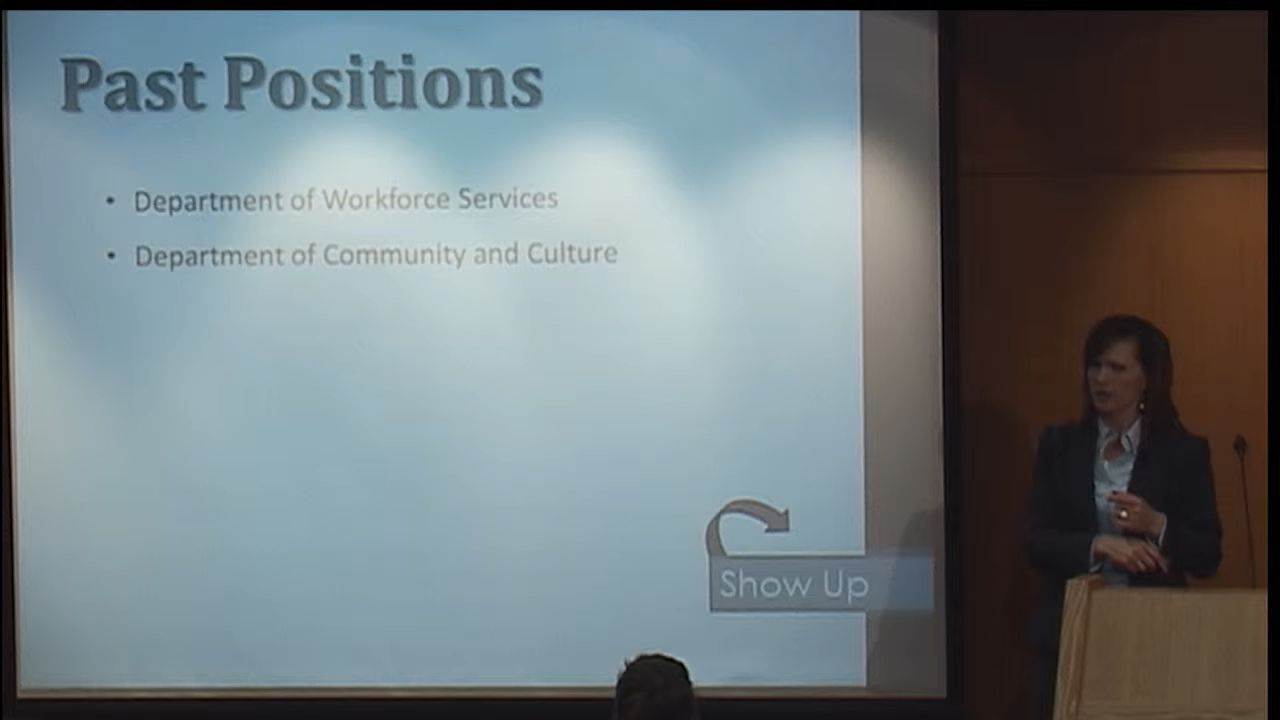 Past Positions
• Department of Workforce Services
• Department of Community and Culture
Show Up